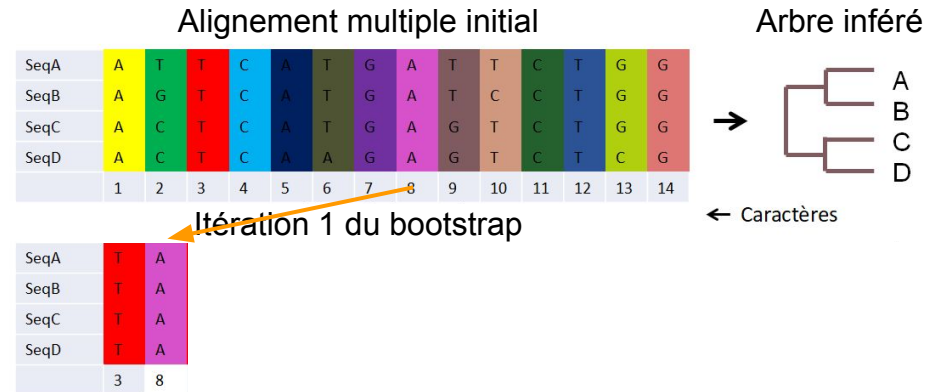 Alignement multiple initial
Arbre inféré
SeqA A T T C A T G A T T C T G G
SeqB A G T C A T G A T C C T G G
SeqC A C T C A T G A G T C T G G
SeqD A C T C A A G A G T C T C G
1 2 3 4 5 6 7 8 9 10 11 12 13 14
A
B
C
D
← Caractères
Itération 1 du bootstrap
SeqA T A
SeqB T A
SeqC T A
SeqD T A
3 8